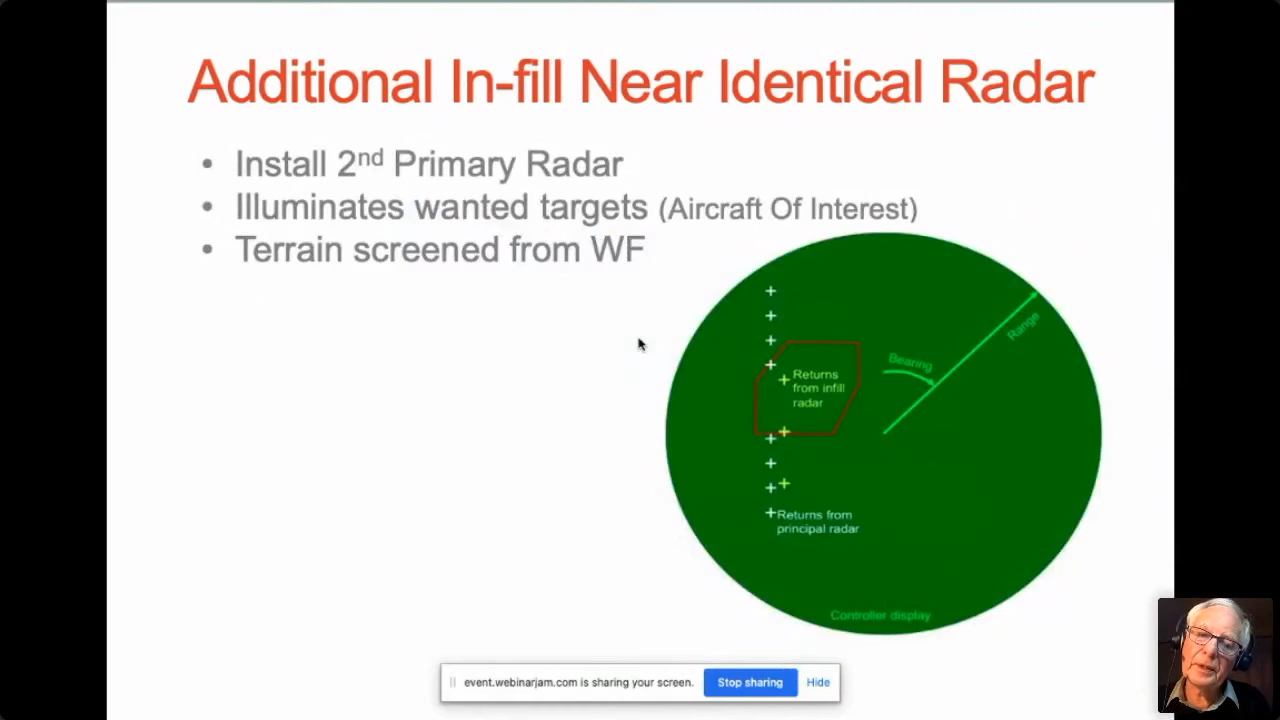 Additional In-fill Near Identical Radar
• Install 2nd Primary Radar
• Illuminates wanted targets (Aircraft Of Interest)
• Terrain screened from WF
Range
Bearing
Returns
from infill
radar
Returns from
principal radar
Controller display
event.webinarjam.com is sharing your screen.
Stop sharing
Hide